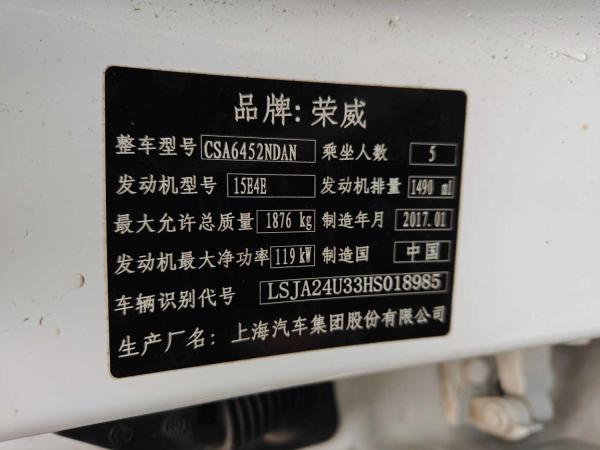 品牌: 荣威
整车型号 CSA6452NDAN 乘坐人数 5
发动机型号 15E4E 发动机排量 1490 ml
最大允许总质量 1876 kg 制造年月 2017.01
发动机最大净功率 119 kW 制造国 中国
车辆识别代号 LSJA24U33HS018985
生产厂名: 上海汽车集团股份有限公司